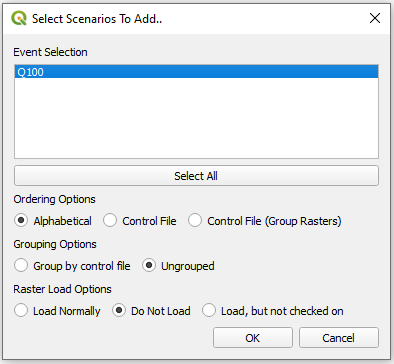 Select Scenarios To Add..
Event Selection
Q100
Select All
Ordering Options
Alphabetical Control File Control File (Group Rasters)
Grouping Options
Group by control file Ungrouped
Raster Load Options
Load Normally Do Not Load Load, but not checked on
OK Cancel